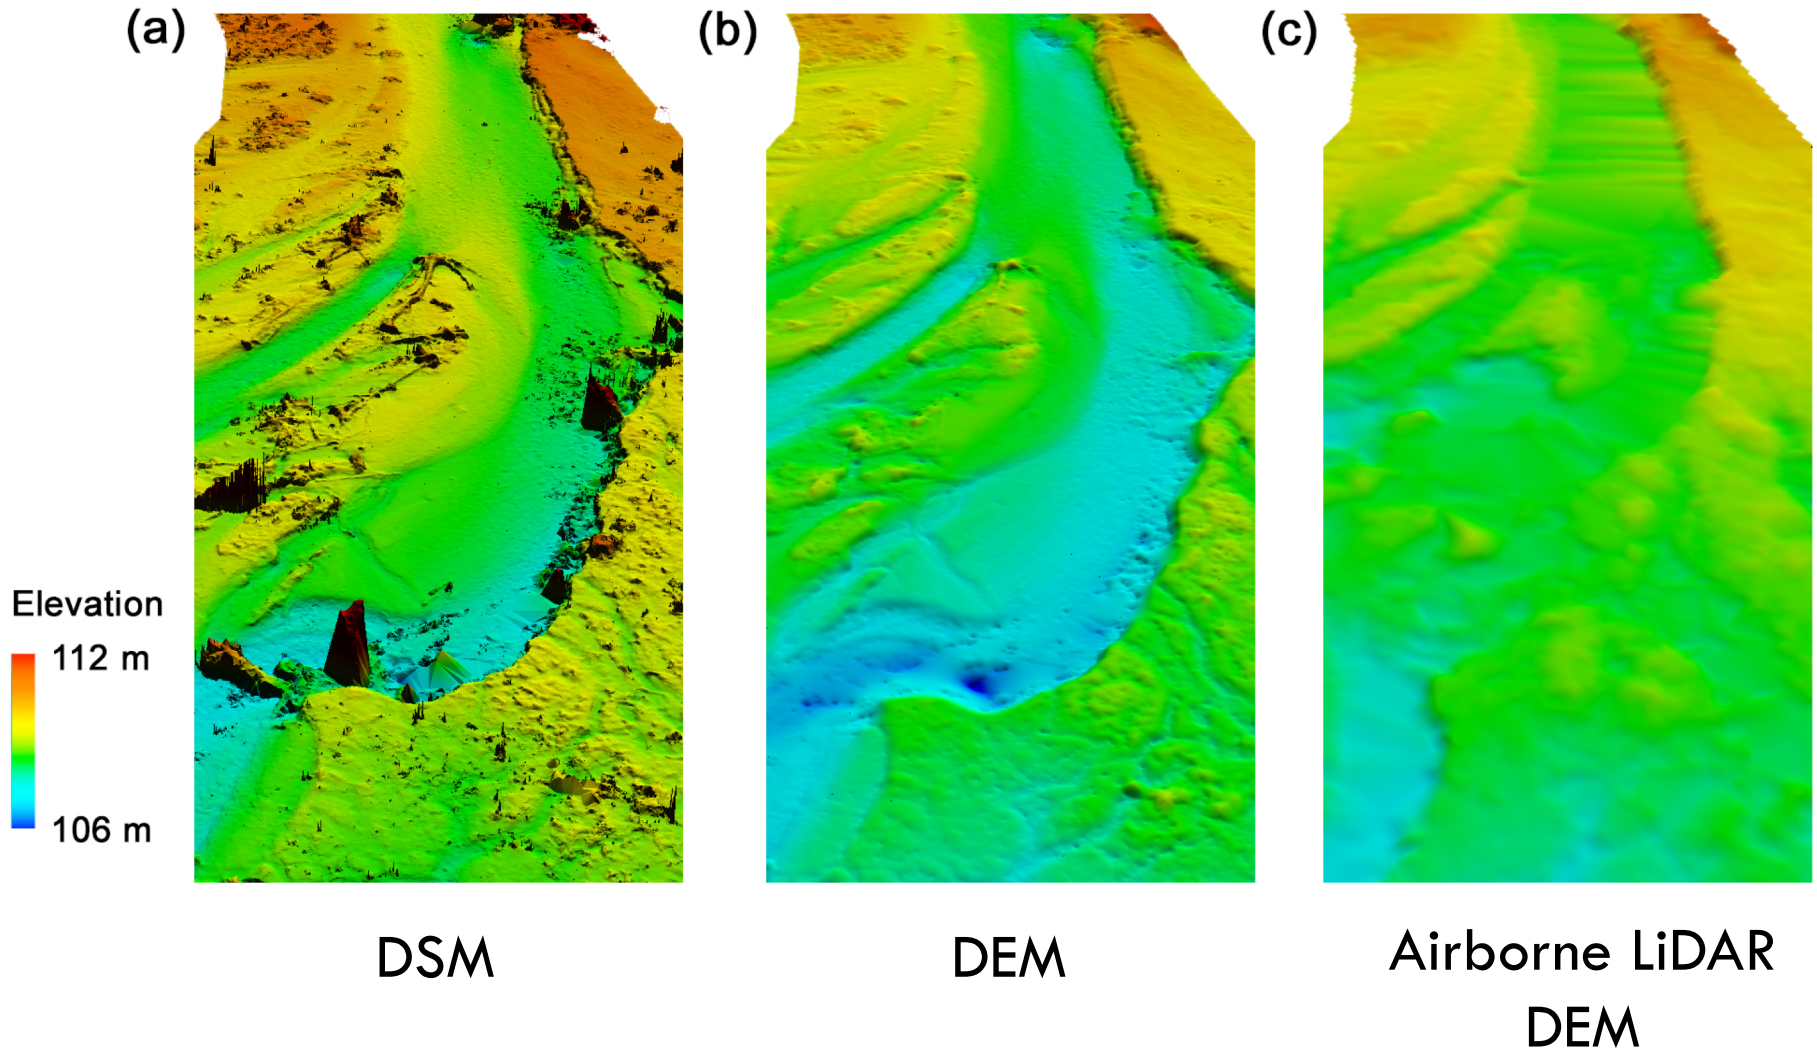 (a)
(b)
(c)
Elevation
112 m
106 m
DSM
DEM
Airborne LiDAR
DEM